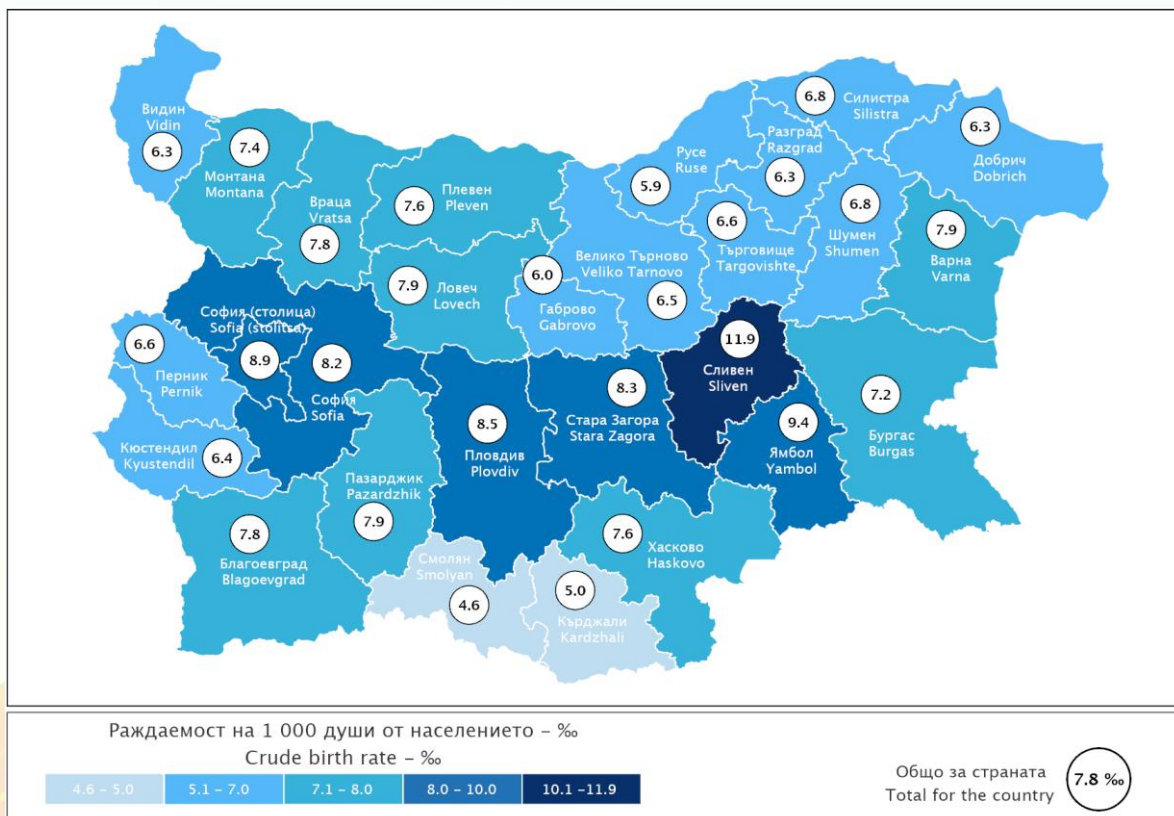 Видин
Vidin
6.3
7.4
Монтана
Montana
Враца
Vratsa
7.8
Плевен
Pleven
7.6
7.9
Ловеч
Lovech
6.0
Габрово
Gabrovo
Велико Търново
Veliko Tarnovo
6.5
Русе
Ruse
5.9
Разград
Razgrad
6.3
6.8
Силистра
Silistra
6.3
Добрич
Dobrich
6.6
Търговище
Targovishte
6.8
Шумен
Shumen
7.9
Варна
Varna
София (столица)
Sofia (stolitsa)
8.9
8.2
София
Sofia
6.6
Перник
Pernik
Кюстендил
Kyustendil
6.4
7.8
Благоевград
Blagoevgrad
Пазарджик
Pazardzhik
7.9
8.5
Пловдив
Plovdiv
8.3
Стара Загора
Stara Zagora
11.9
Сливен
Sliven
9.4
Ямбол
Yambol
7.2
Бургас
Burgas
Смолян
Smolyan
4.6
5.0
Кърджали
Kardzhali
7.6
Хасково
Haskovo
Раждаемост на 1 000 души от населението – ‰
Crude birth rate – ‰
4.6 – 5.0 5.1 – 7.0 7.1 – 8.0 8.0 – 10.0 10.1 –11.9
Общо за страната
Total for the country
7.8 ‰